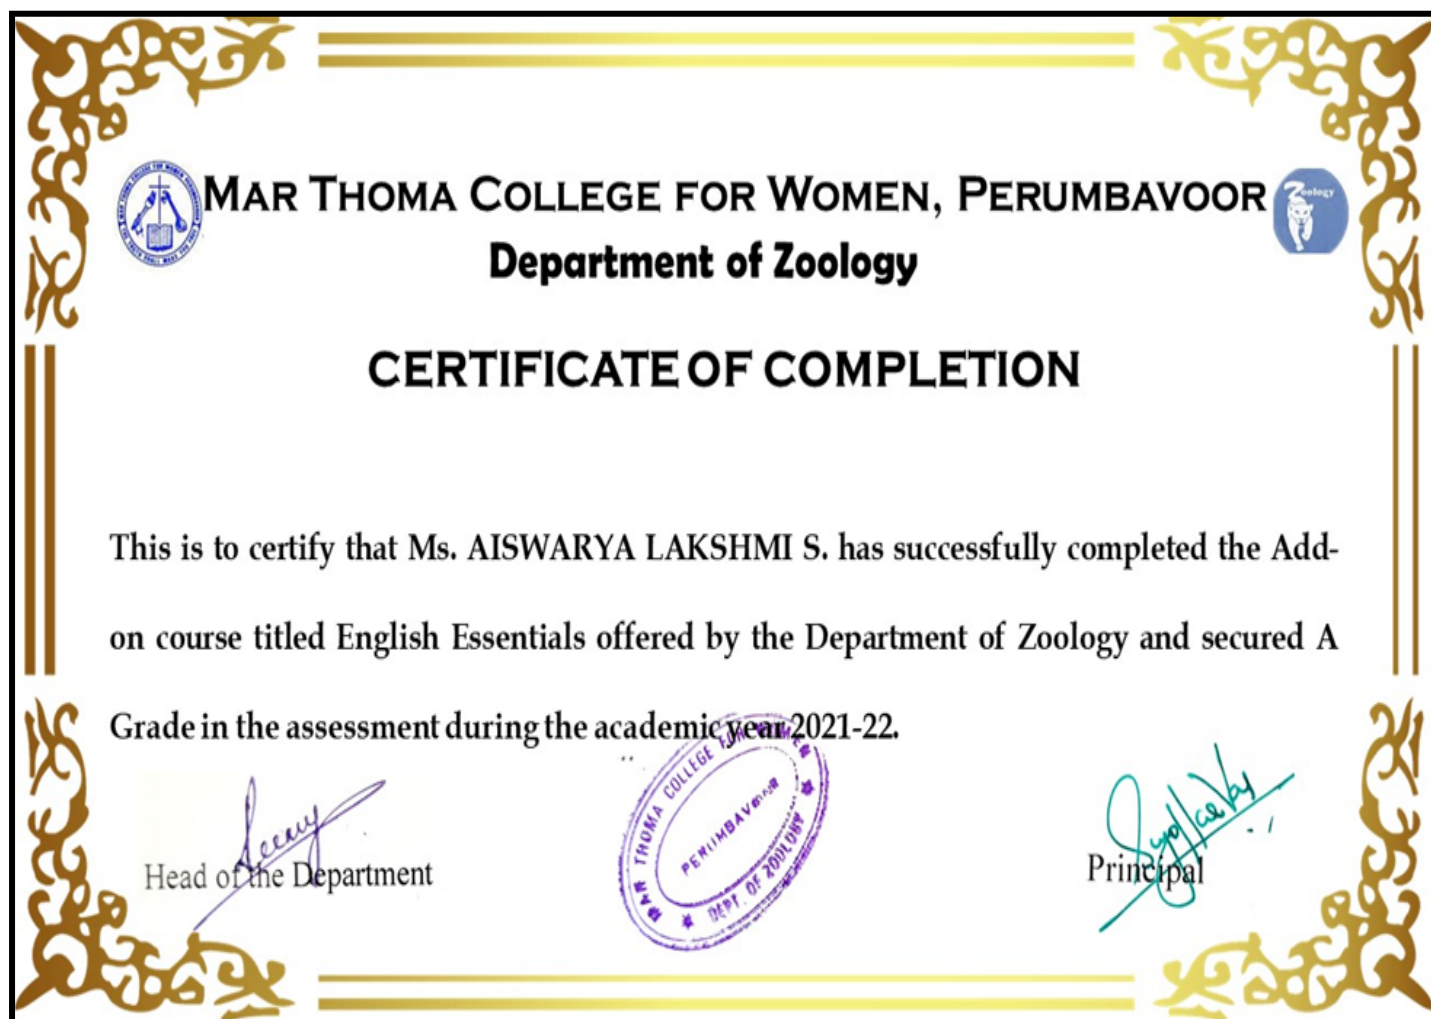 MAR THOMA COLLEGE FOR WOMEN, PERUMBAVOOR
Zoology
Department of Zoology
CERTIFICATE OF COMPLETION
This is to certify that Ms. AISWARYA LAKSHMI S. has successfully completed the Add-
on course titled English Essentials offered by the Department of Zoology and secured A
Grade in the assessment during the academic year 2021-22.
MAR THOMA COLLEGE FOR WOMEN
PERUMBAVOOR
DEPT. OF ZOOLOGY
Head of the Department
Principal